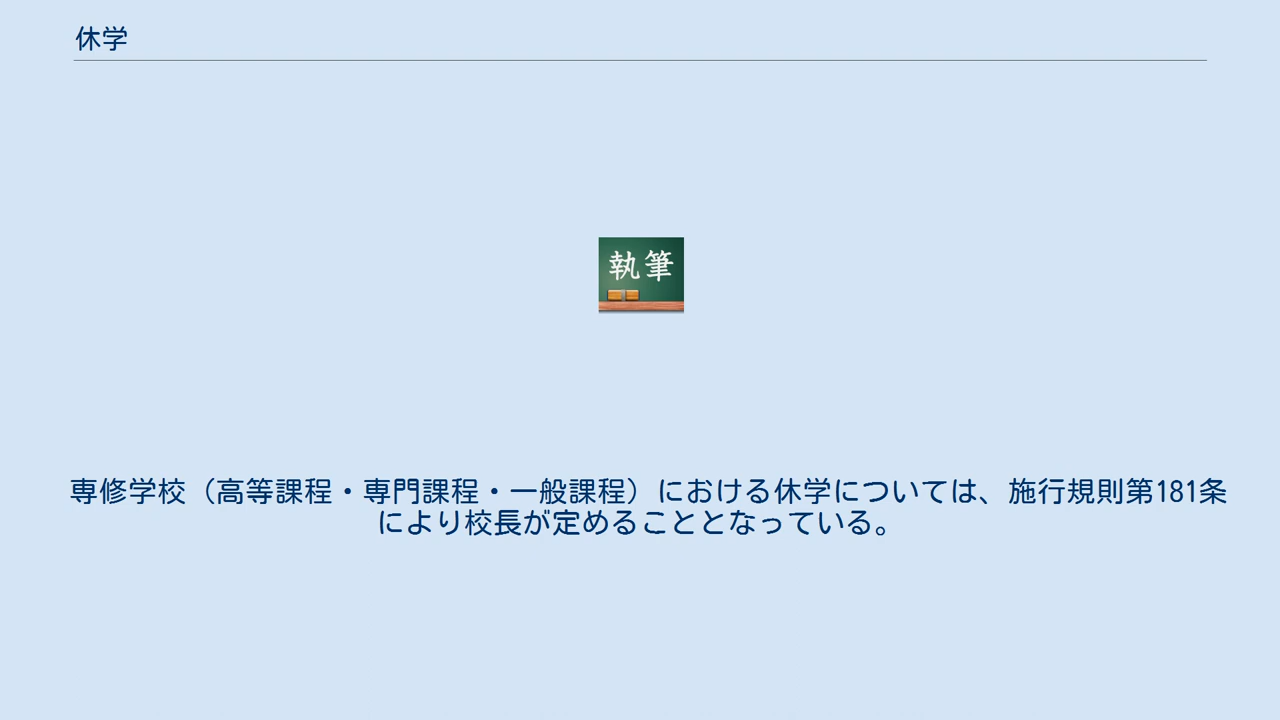 休学
執筆
専修学校（高等課程・専門課程・一般課程）における休学については、施行規則第181条
により校長が定めることとなっている。